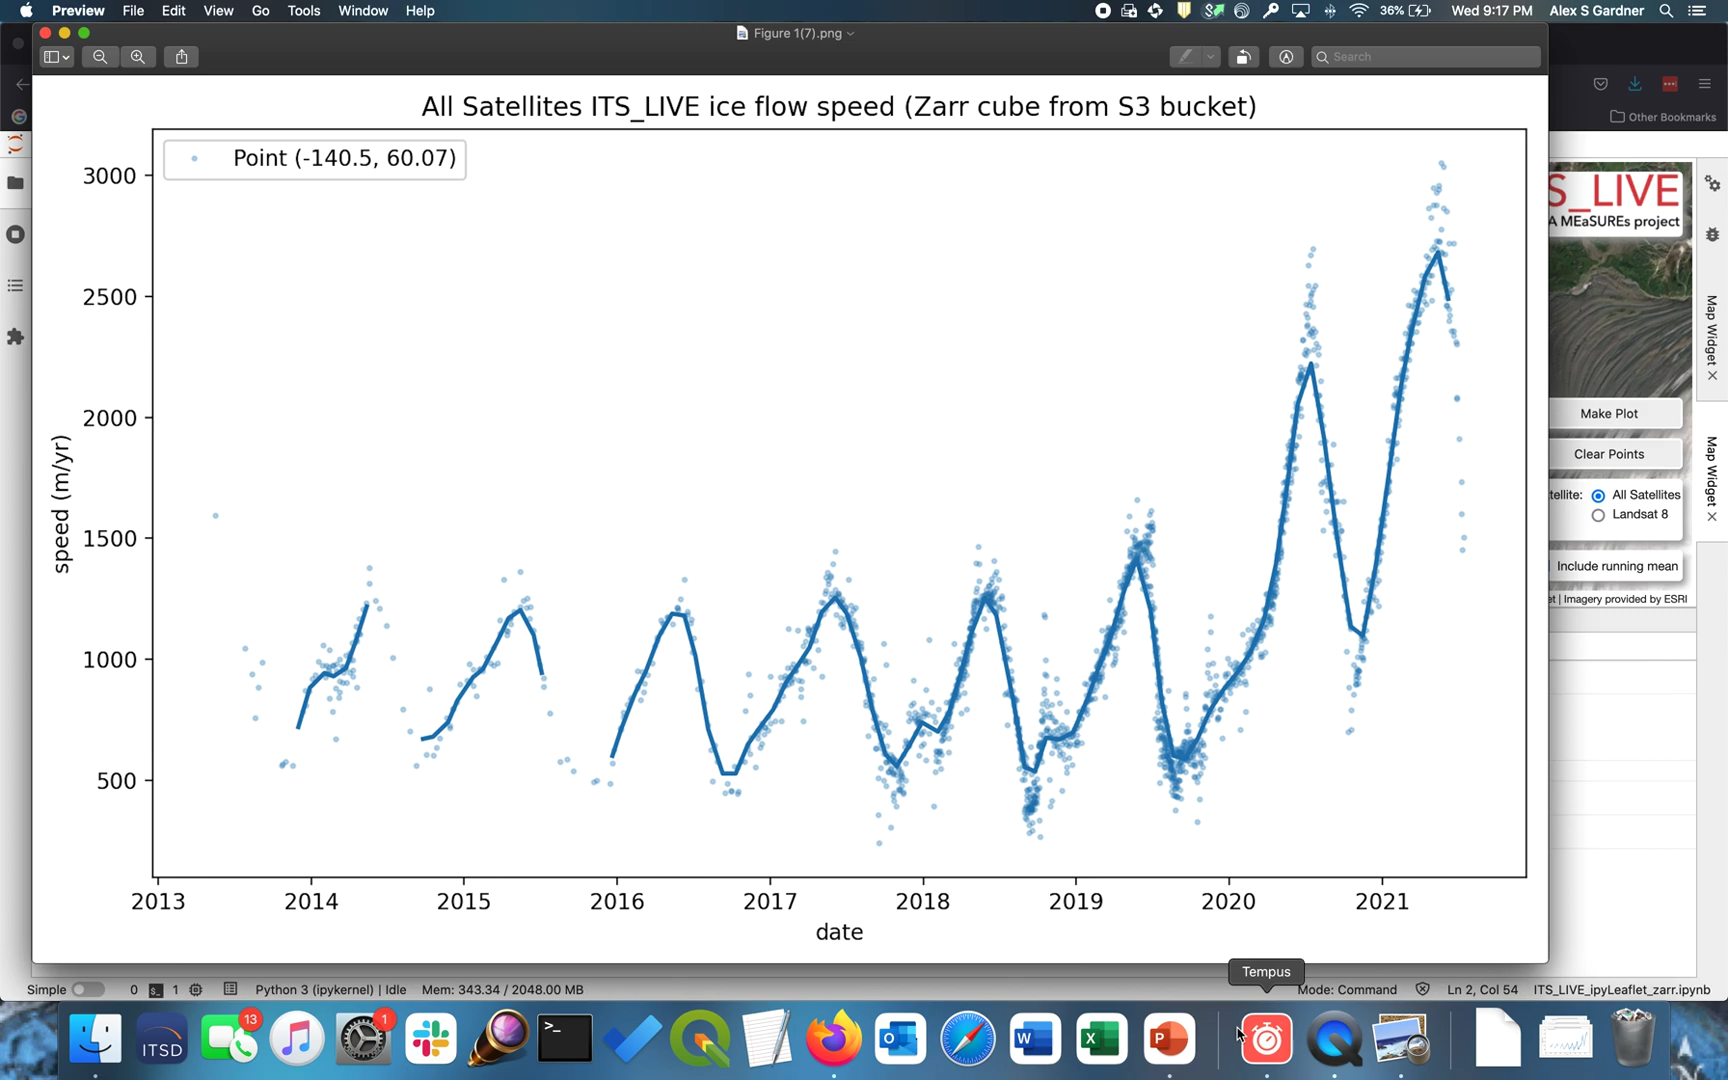 Preview File Edit View Go Tools Window Help 36% Wed 9:17 PM Alex S Gardner
Figure 1(7).png
Search
Other Bookmarks
All Satellites ITS_LIVE ice flow speed (Zarr cube from S3 bucket)
Point (-140.5, 60.07)
3000
2500
2000
1500
1000
500
speed (m/yr)
2013 2014 2015 2016 2017 2018 2019 2020 2021
date
S_LIVE
A MEaSUREs project
Map Widget
Make Plot
Clear Points
Map Widget
tellite: All Satellites
Landsat 8
Include running mean
et | Imagery provided by ESRI
Tempus
Simple 0 1 Python 3 (ipykernel) | Idle Mem: 343.34 / 2048.00 MB Mode: Command Ln 2, Col 54 ITS_LIVE_ipyLeaflet_zarr.ipynb
ITSD
13
1